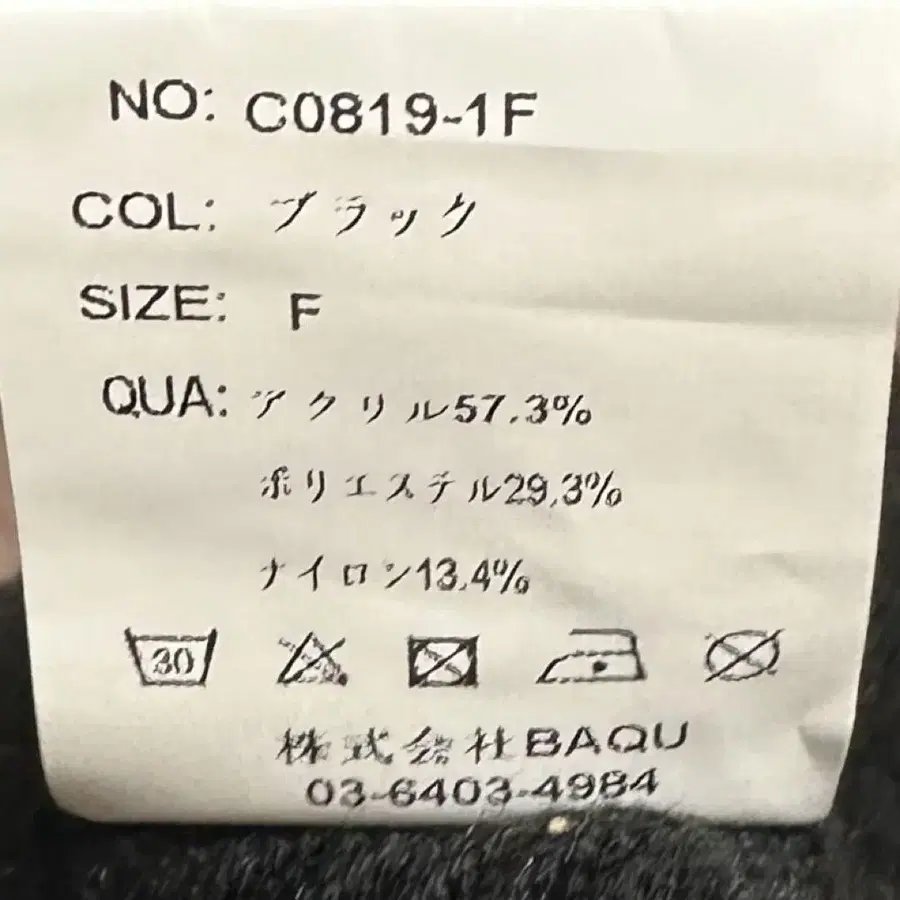 NO: C0819-1F
COL: ブラック
SIZE: F
QUA: アクリル57.3%
ポリエステル29.3%
ナイロン13.4%
30
株式会社BAQU
03-6403-4984